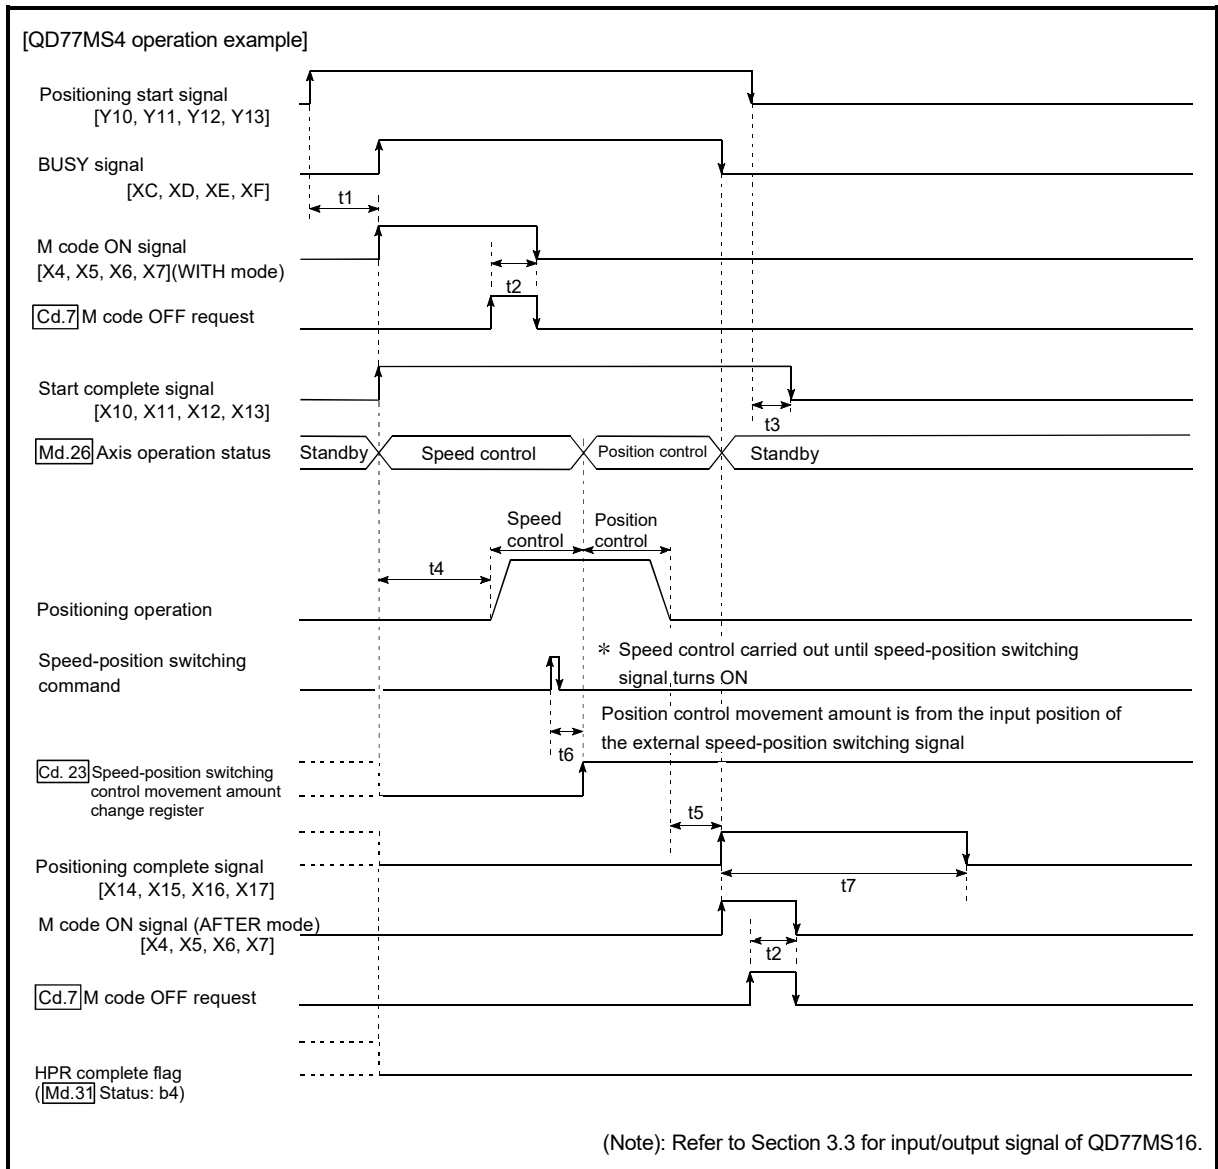 [QD77MS4 operation example]
Positioning start signal
[Y10, Y11, Y12, Y13]
BUSY signal
[XC, XD, XE, XF]
t1
M code ON signal
[X4, X5, X6, X7](WITH mode)
t2
Cd.7 M code OFF request
Start complete signal
[X10, X11, X12, X13]
t3
Md.26 Axis operation status
Standby
Speed control
Position control
Standby
Speed control
Position control
t4
Positioning operation
Speed-position switching
command
* Speed control carried out until speed-position switching
signal turns ON
Position control movement amount is from the input position of
the external speed-position switching signal
t6
Cd. 23 Speed-position switching
control movement amount
change register
t5
Positioning complete signal
[X14, X15, X16, X17]
t7
M code ON signal (AFTER mode)
[X4, X5, X6, X7]
t2
Cd.7 M code OFF request
HPR complete flag
( Md.31 Status: b4)
(Note): Refer to Section 3.3 for input/output signal of QD77MS16.